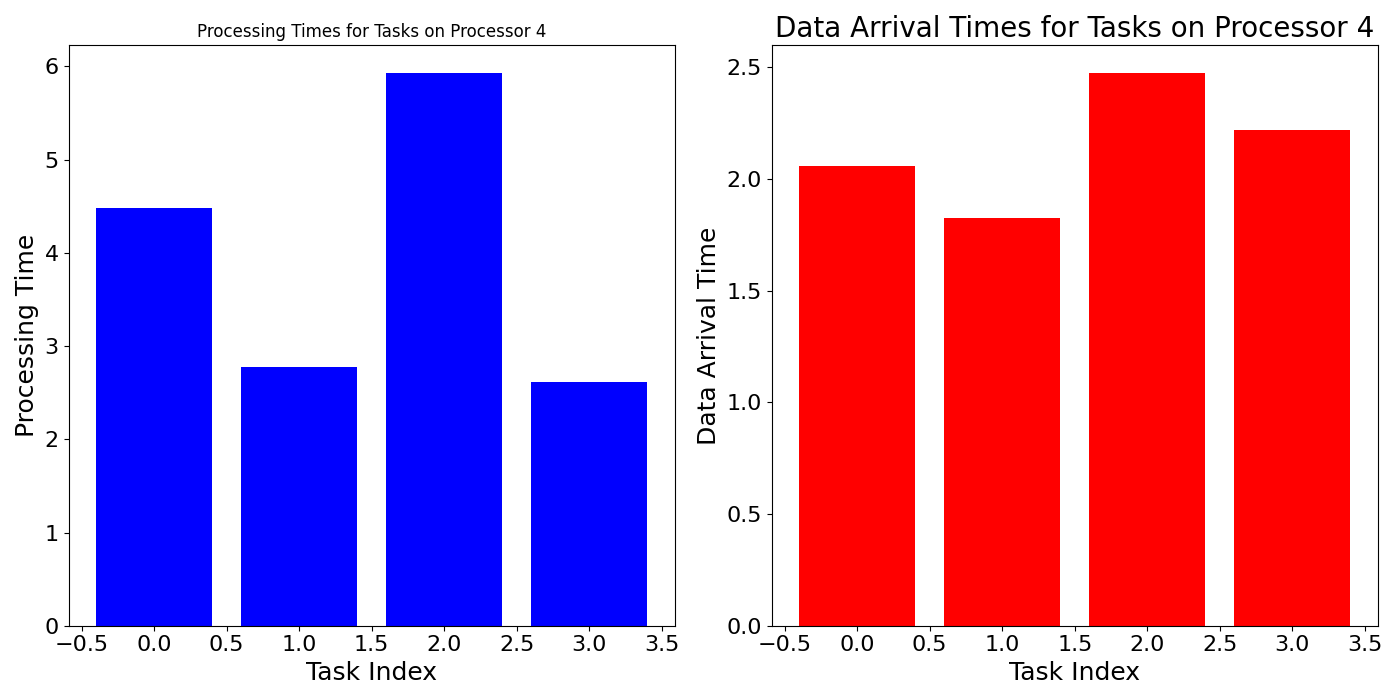 Processing Times for Tasks on Processor 4
Processing Time
6
5
4
3
2
1
0
−0.5 0.0 0.5 1.0 1.5 2.0 2.5 3.0 3.5
Task Index
Data Arrival Times for Tasks on Processor 4
Data Arrival Time
2.5
2.0
1.5
1.0
0.5
0.0
−0.5 0.0 0.5 1.0 1.5 2.0 2.5 3.0 3.5
Task Index